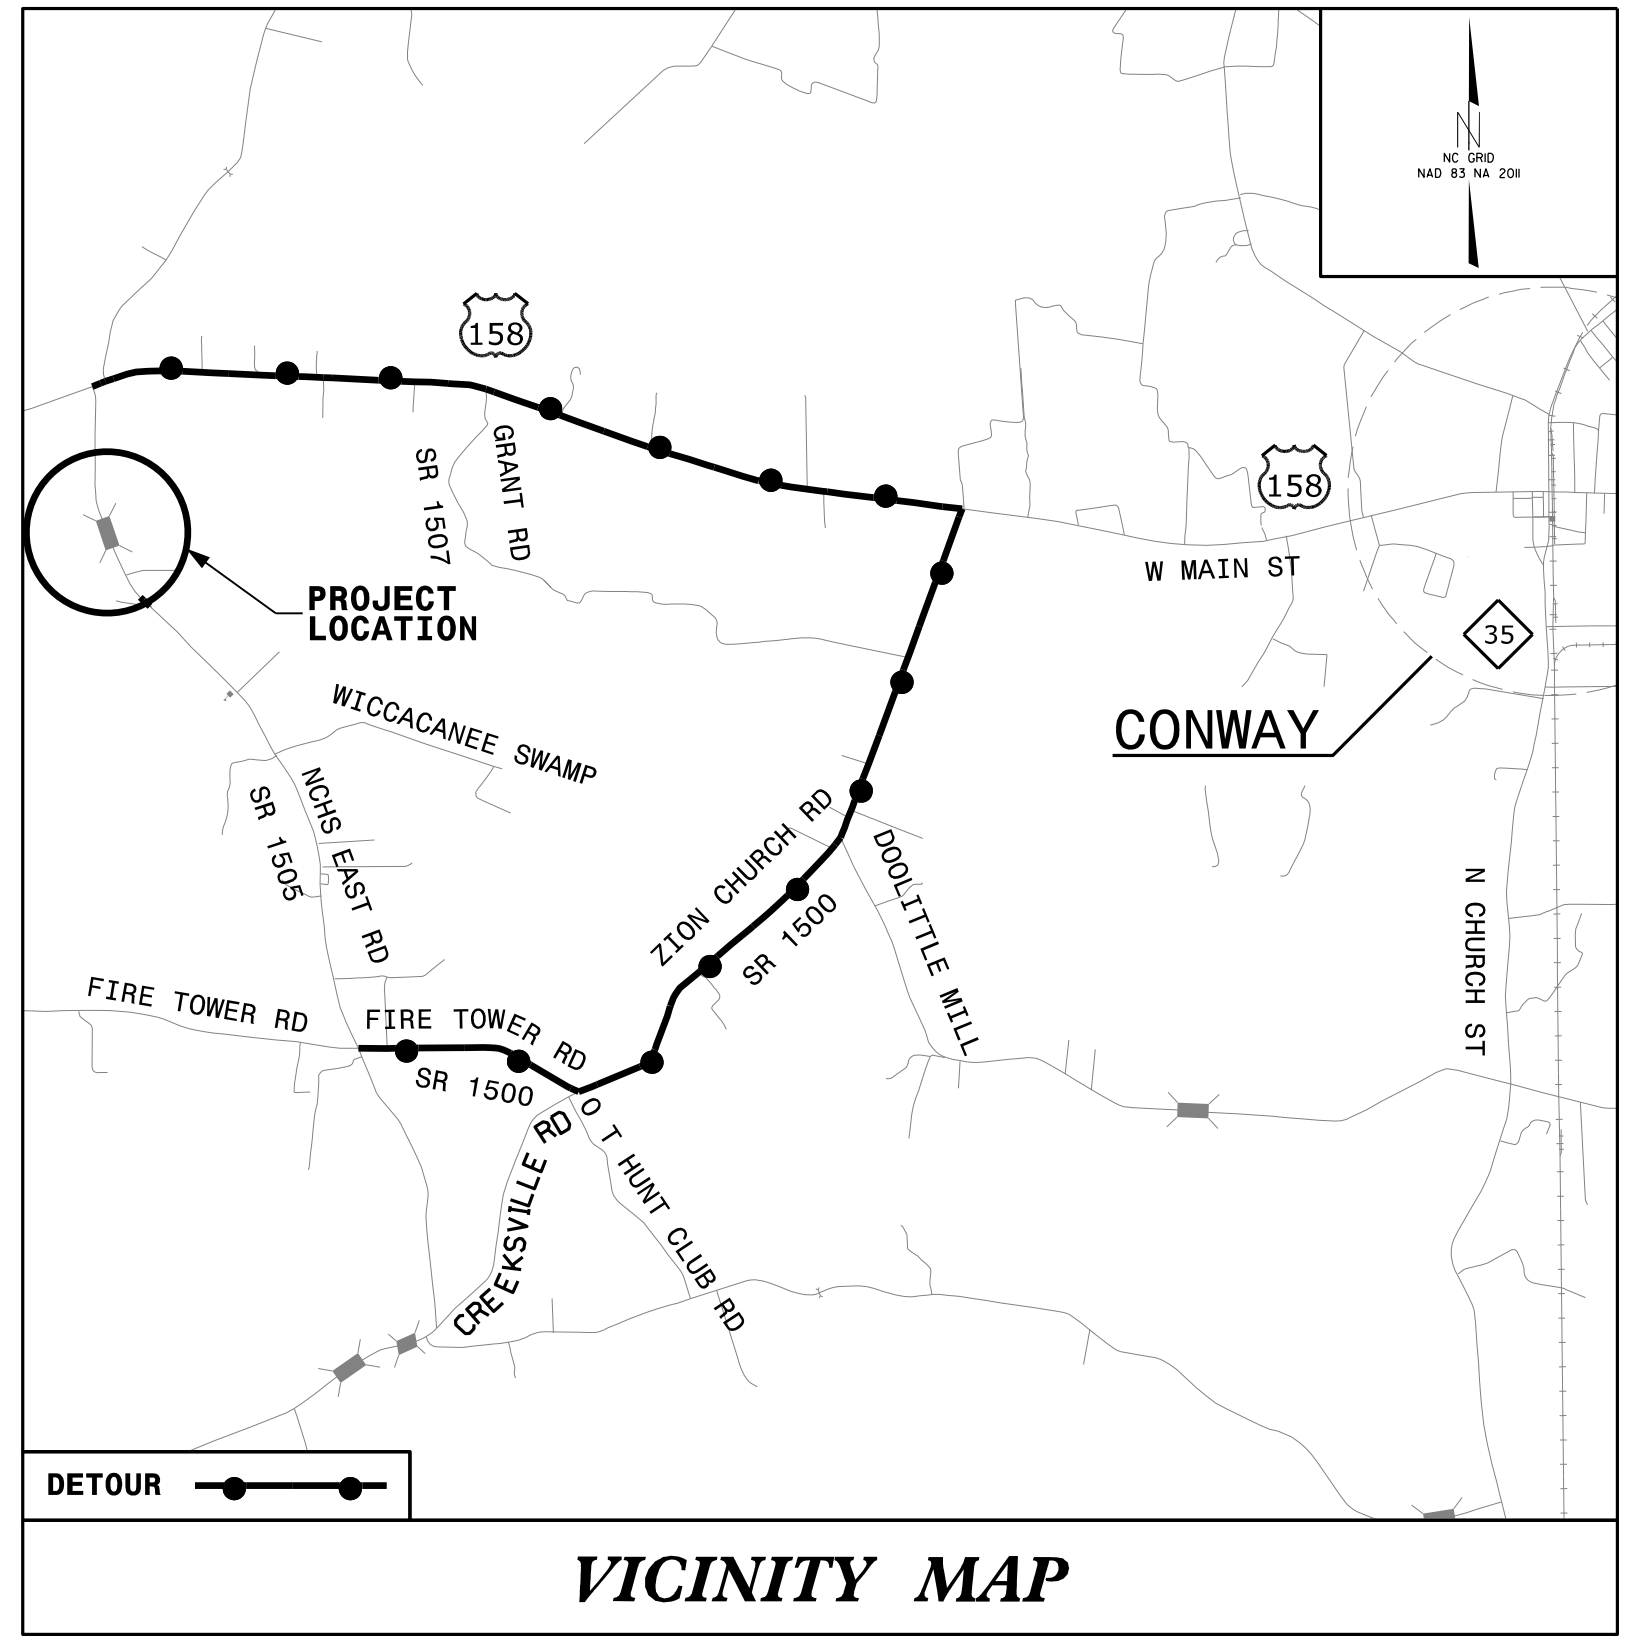 NC GRID
NAD 83 NA 2011
158
GRANT RD
SR 1507
158
W MAIN ST
PROJECT
LOCATION
35
WICCACANEE SWAMP
CONWAY
NCHS EAST RD
SR 1505
ZION CHURCH RD
SR 1500
DOOLITTLE MILL
N CHURCH ST
FIRE TOWER RD
FIRE TOWER RD
SR 1500
CREEKSVILLE RD
O T HUNT CLUB RD
DETOUR
VICINITY MAP